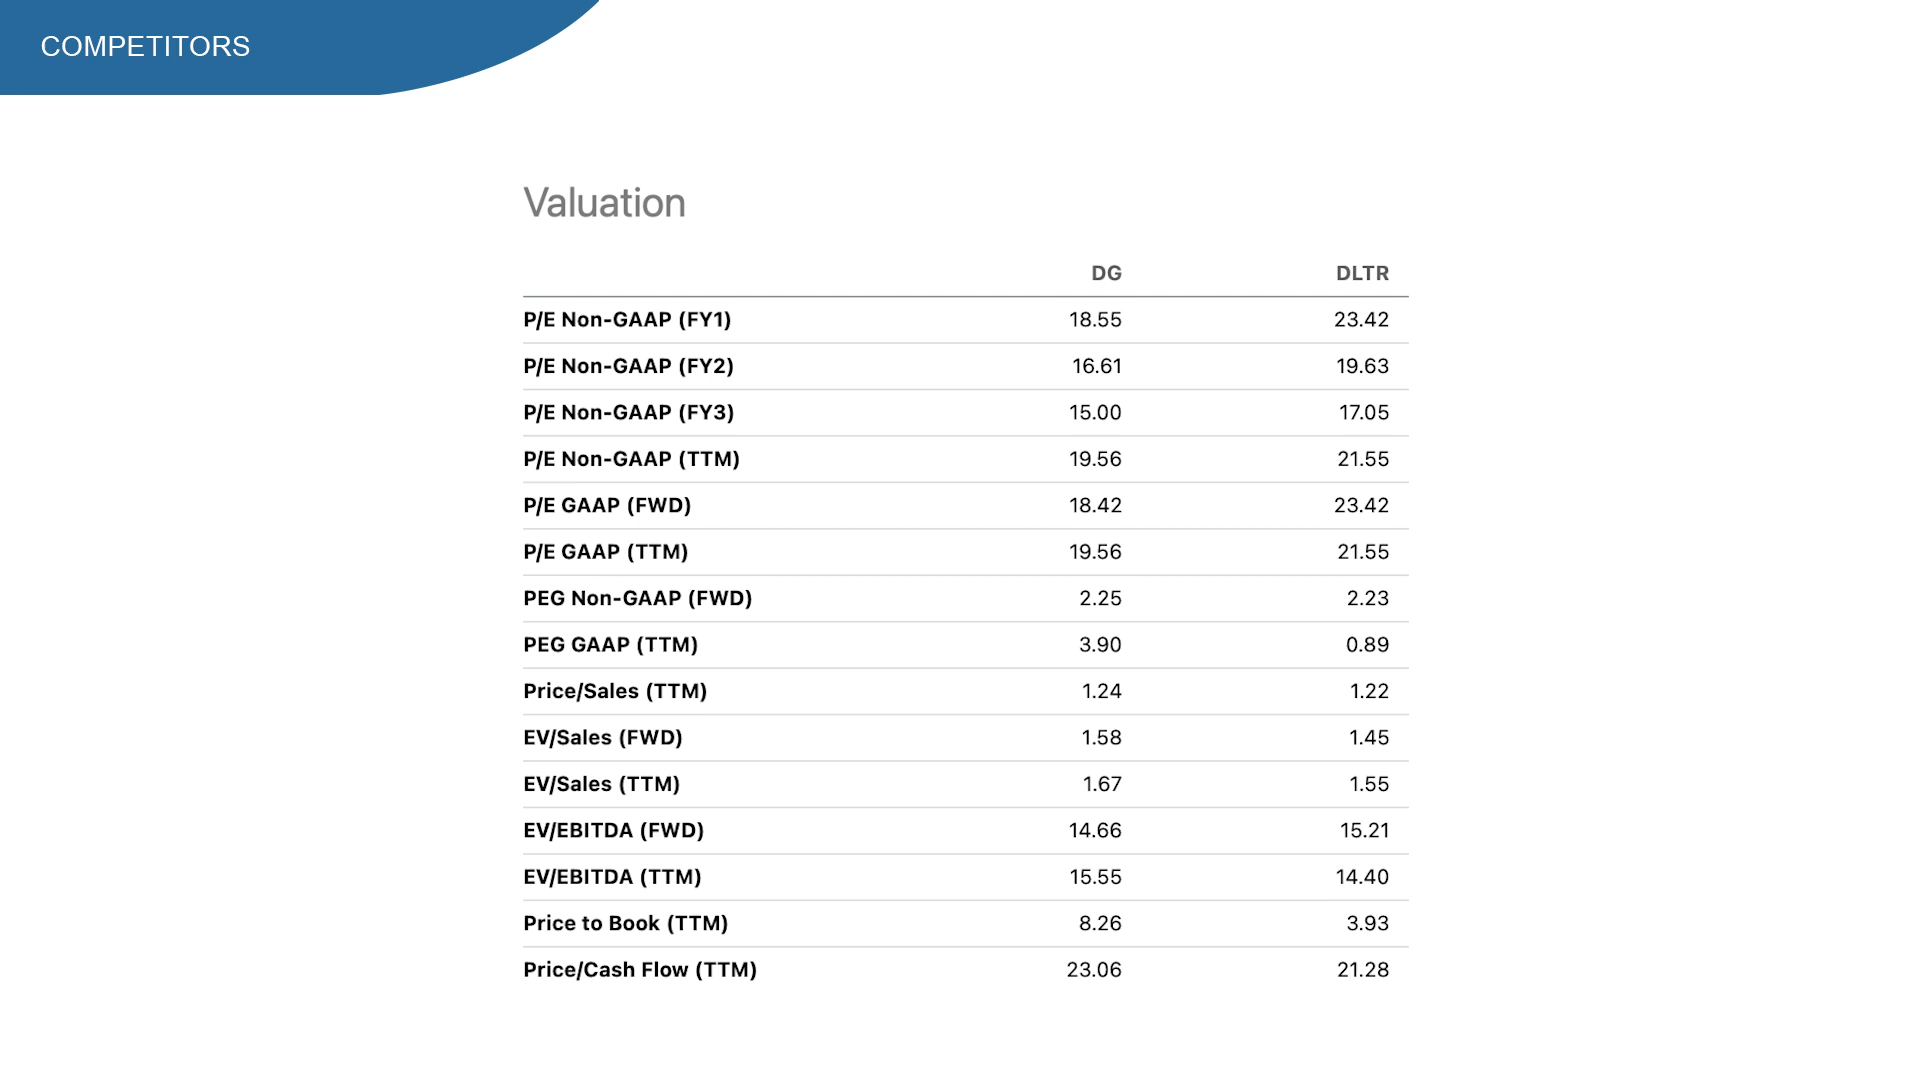 COMPETITORS
Valuation
DG DLTR
P/E Non-GAAP (FY1) 18.55 23.42
P/E Non-GAAP (FY2) 16.61 19.63
P/E Non-GAAP (FY3) 15.00 17.05
P/E Non-GAAP (TTM) 19.56 21.55
P/E GAAP (FWD) 18.42 23.42
P/E GAAP (TTM) 19.56 21.55
PEG Non-GAAP (FWD) 2.25 2.23
PEG GAAP (TTM) 3.90 0.89
Price/Sales (TTM) 1.24 1.22
EV/Sales (FWD) 1.58 1.45
EV/Sales (TTM) 1.67 1.55
EV/EBITDA (FWD) 14.66 15.21
EV/EBITDA (TTM) 15.55 14.40
Price to Book (TTM) 8.26 3.93
Price/Cash Flow (TTM) 23.06 21.28